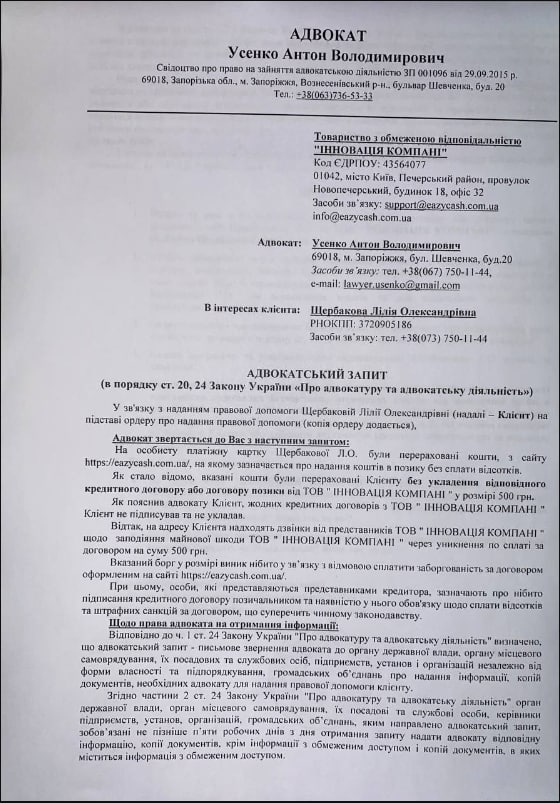 АДВОКАТ
Усенко Антон Володимирович
Свідоцтво про право на зайняття адвокатською діяльністю ЗП 001096 від 29.09.2015 р.
69018, Запорізька обл., м. Запоріжжя, Вознесенівський р-н., бульвар Шевченка, буд. 20
Тел.: +38(063)736-53-33
Товариство з обмеженою відповідальністю
"ІННОВАЦІЯ КОМПАНІ"
Код ЄДРПОУ: 43564077
01042, місто Київ, Печерський район, провулок
Новопечерський, будинок 18, офіс 32
Засоби зв'язку: support@eazycash.com.ua
info@eazycash.com.ua
Адвокат: Усенко Антон Володимирович
69018, м. Запоріжжя, бул. Шевченка, буд.20
Засоби зв'язку: тел. +38(067) 750-11-44,
e-mail: lawyer.usenko@gmail.com
В інтересах клієнта: Щербакова Лілія Олександрівна
РНОКПП: 3720905186
Засоби зв'язку: тел. +38(073) 750-11-44
АДВОКАТСЬКИЙ ЗАПИТ
(в порядку ст. 20, 24 Закону України «Про адвокатуру та адвокатську діяльність»)
У зв'язку з наданням правової допомоги Щербаковій Лілії Олександрівні (надалі – Клієнт) на
підставі ордеру про надання правової допомоги (копія ордеру додається),
Адвокат звертається до Вас з наступним запитом:
На особисту платіжну картку Щербакової Л.О. були перераховані кошти, з сайту
https://eazycash.com.ua/, на якому зазначається про надання коштів в позику без сплати відсотків.
Як стало відомо, вказані кошти були перераховані Клієнту без укладення відповідного
кредитного договору або договору позики від ТОВ " ІННОВАЦІЯ КОМПАНІ " у розмірі 500 грн.
Як пояснив адвокату Клієнт, жодних кредитних договорів з ТОВ " ІННОВАЦІЯ КОМПАНІ "
Клієнт не підписував та не укладав.
Відтак, на адресу Клієнта надходять дзвінки від представників ТОВ " ІННОВАЦІЯ КОМПАНІ "
щодо заподіяння майнової шкоди ТОВ " ІННОВАЦІЯ КОМПАНІ " через уникнення по сплаті за
договором на суму 500 грн.
Вказаний борг у розмірі виник нібито у зв'язку з відмовою сплатити заборгованість за договором
оформленим на сайті https://eazycash.com.ua/.
При цьому, особи, які представляються представниками кредитора, зазначають про нібито
підписання кредитного договору позичальником та наявністю у нього обов'язку щодо сплати відсотків
та штрафних санкцій за договором, що суперечить чинному законодавству.
Щодо права адвоката на отримання інформації:
Відповідно до ч. 1 ст. 24 Закону України "Про адвокатуру та адвокатську діяльність" визначено,
що адвокатський запит - письмове звернення адвоката до органу державної влади, органу місцевого
самоврядування, їх посадових та службових осіб, підприємств, установ і організацій незалежно від
форми власності та підпорядкування, громадських об'єднань про надання інформації, копій
документів, необхідних адвокату для надання правової допомоги клієнту.
Згідно частини 2 ст. 24 Закону України "Про адвокатуру та адвокатську діяльність" орган
державної влади, орган місцевого самоврядування, їх посадові та службові особи, керівники
підприємств, установ, організацій, громадських об'єднань, яким направлено адвокатський запит,
зобов'язані не пізніше п'яти робочих днів з дня отримання запиту надати адвокату відповідну
інформацію, копії документів, крім інформації з обмеженим доступом і копій документів, в яких
міститься інформація з обмеженим доступом.